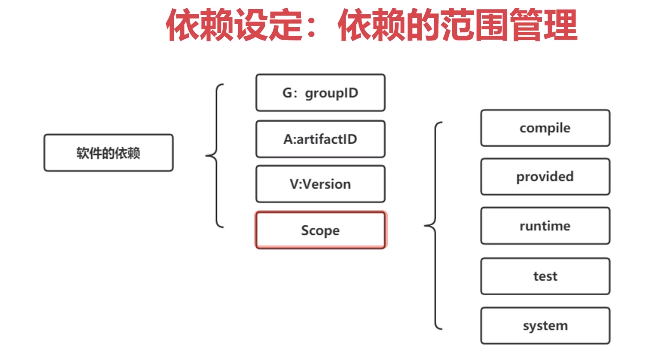 依赖设定：依赖的范围管理
软件的依赖
G：groupID
A:artifactID
V:Version
Scope
compile
provided
runtime
test
system